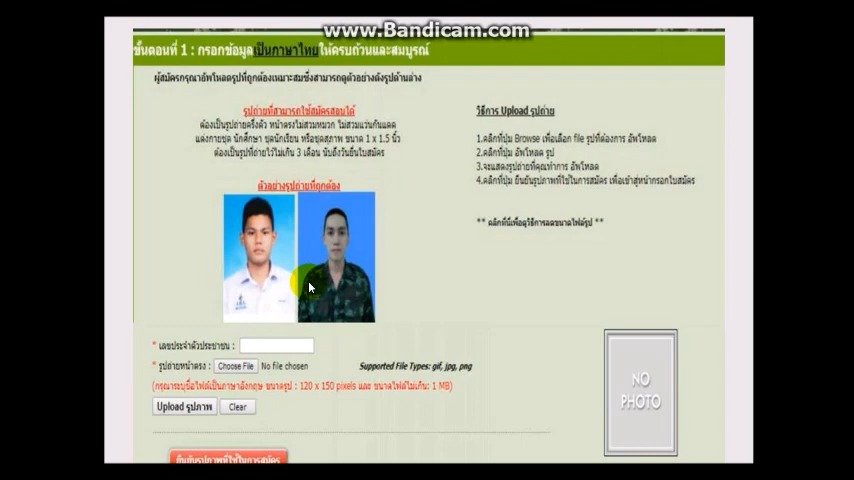 www.Bandicam.com
ขั้นตอนที่ 1 : กรอกข้อมูลเป็นภาษาไทยให้ครบถ้วนและสมบูรณ์
ผู้สมัครกรุณาอัพโหลดรูปที่ถูกต้องเหมาะสมซึ่งสามารถดูตัวอย่างดังรูปด้านล่าง
รูปถ่ายที่สามารถใช้สมัครสอบได้
ต้องเป็นรูปถ่ายครึ่งตัว หน้าตรงไม่สวมหมวก ไม่สวมแว่นกันแดด
แต่งกายชุด นักศึกษา ชุดนักเรียน หรือชุดสุภาพ ขนาด 1 x 1.5 นิ้ว
ต้องเป็นรูปที่ถ่ายไว้ไม่เกิน 3 เดือน นับถึงวันยื่นใบสมัคร
ตัวอย่างรูปถ่ายที่ถูกต้อง
วิธีการ Upload รูปถ่าย
1.คลิกที่ปุ่ม Browse เพื่อเลือก file รูปที่ต้องการ อัพโหลด
2.คลิกที่ปุ่ม อัพโหลด รูป
3.จะแสดงรูปถ่ายที่คุณทำการ อัพโหลด
4.คลิกที่ปุ่ม ยืนยันรูปภาพที่ใช้ในการสมัคร เพื่อเข้าสู่หน้ากรอกใบสมัคร
** คลิกที่นี่เพื่อดูวิธีการลดขนาดไฟล์รูป **
* เลขประจำตัวประชาชน :
* รูปถ่ายหน้าตรง : Choose File No file chosen Supported File Types: gif, jpg, png
(กรุณาระบุชื่อไฟล์เป็นภาษาอังกฤษ ขนาดรูป : 120 x 150 pixels และ ขนาดไฟล์ไม่เกิน: 1 MB)
Upload รูปภาพ Clear
NO
PHOTO
ยืนยันรูปภาพที่ใช้ในการสมัคร